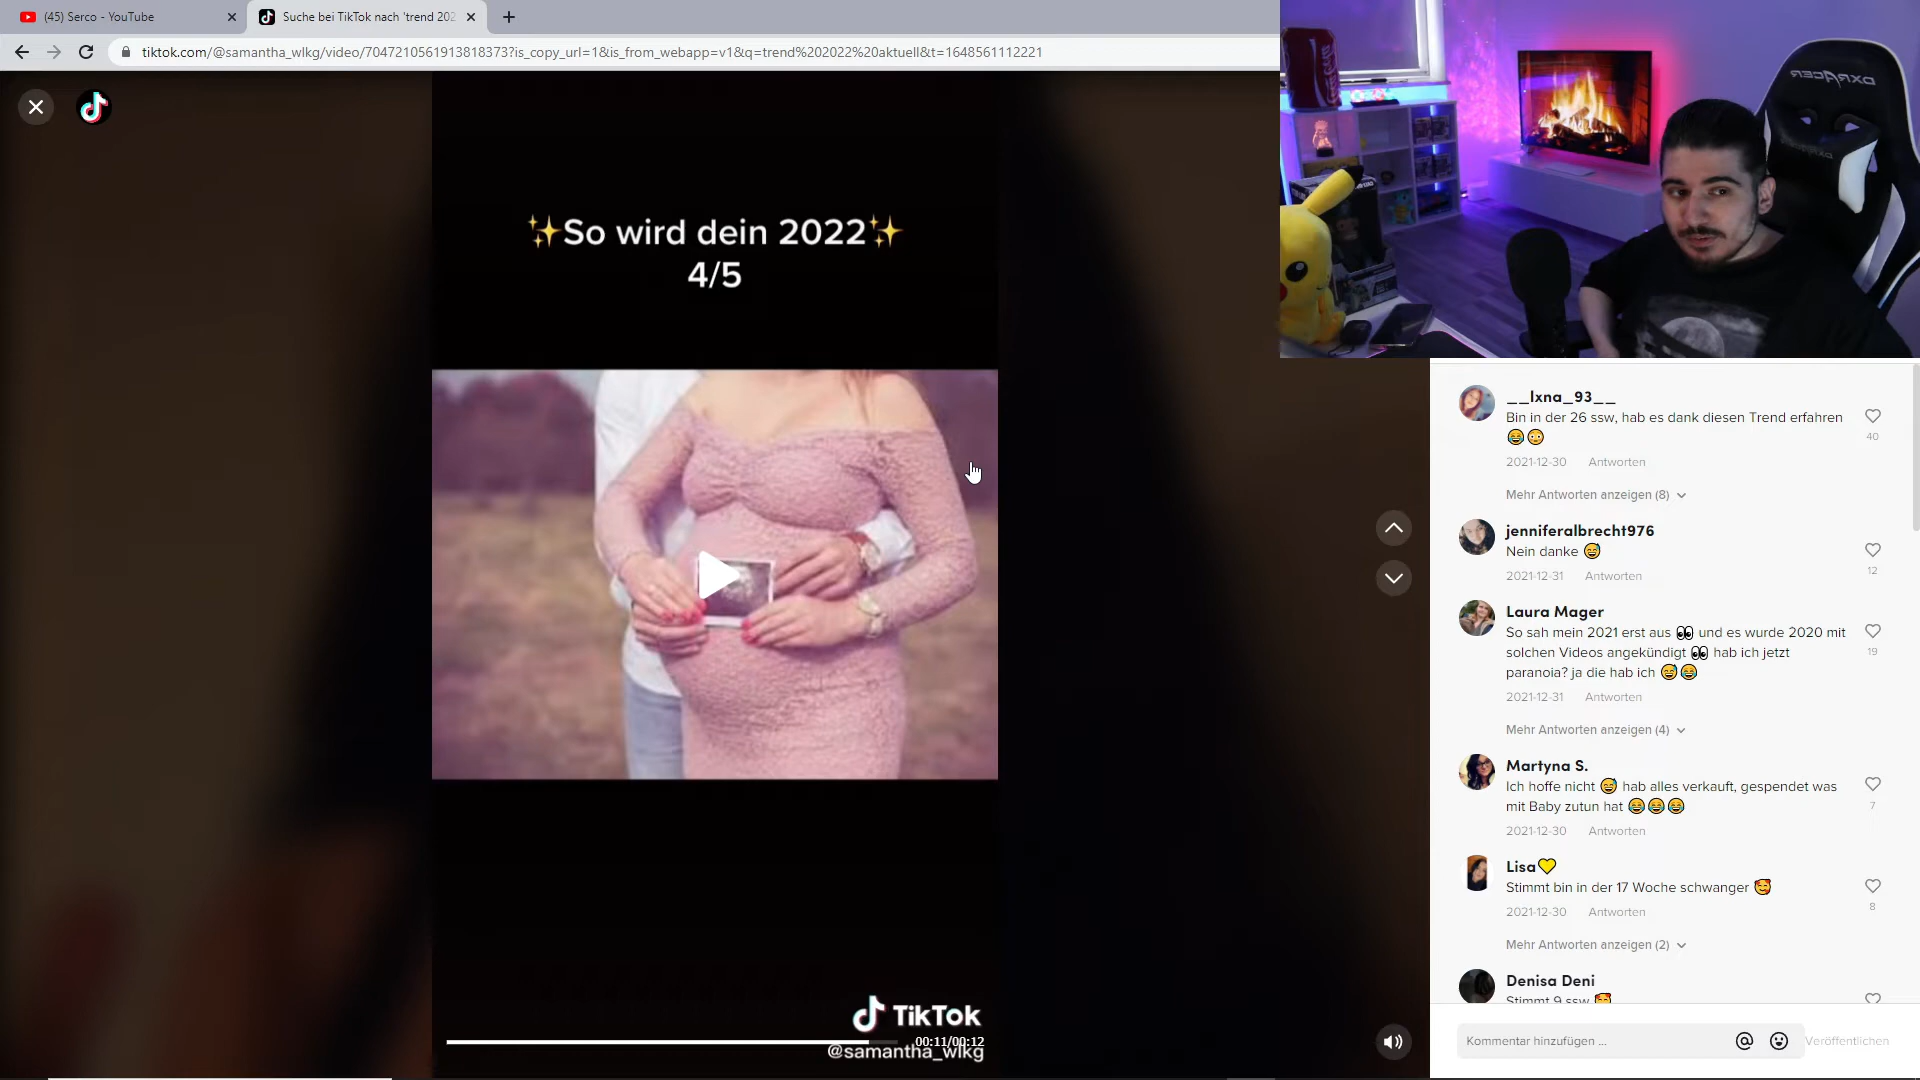 (45) Serco - YouTube
Suche bei TikTok nach 'trend 202
tiktok.com/@samantha_wlkg/video/7047210561913818373?is_copy_url=1&is_from_webapp=v1&q=trend%202022%20aktuell&t=1648561112221
DXRACER
✨So wird dein 2022✨
4/5
TikTok
00:11/00:12
@samantha_wlkg
__lxna_93__
Bin in der 26 ssw, hab es dank diesen Trend erfahren
😂😳
40
2021-12-30 Antworten
Mehr Antworten anzeigen (8)
jenniferalbrecht976
Nein danke 😅
12
2021-12-31 Antworten
Laura Mager
So sah mein 2021 erst aus 👀 und es wurde 2020 mit
solchen Videos angekündigt 👀 hab ich jetzt
paranoia? ja die hab ich 😅😂
19
2021-12-31 Antworten
Mehr Antworten anzeigen (4)
Martyna S.
Ich hoffe nicht 😅 hab alles verkauft, gespendet was
mit Baby zutun hat 😂😂😂
7
2021-12-30 Antworten
Lisa💛
Stimmt bin in der 17 Woche schwanger 🥰
8
2021-12-30 Antworten
Mehr Antworten anzeigen (2)
Denisa Deni
Stimmt 9 ssw 🥰
Kommentar hinzufügen ...
Veröffentlichen